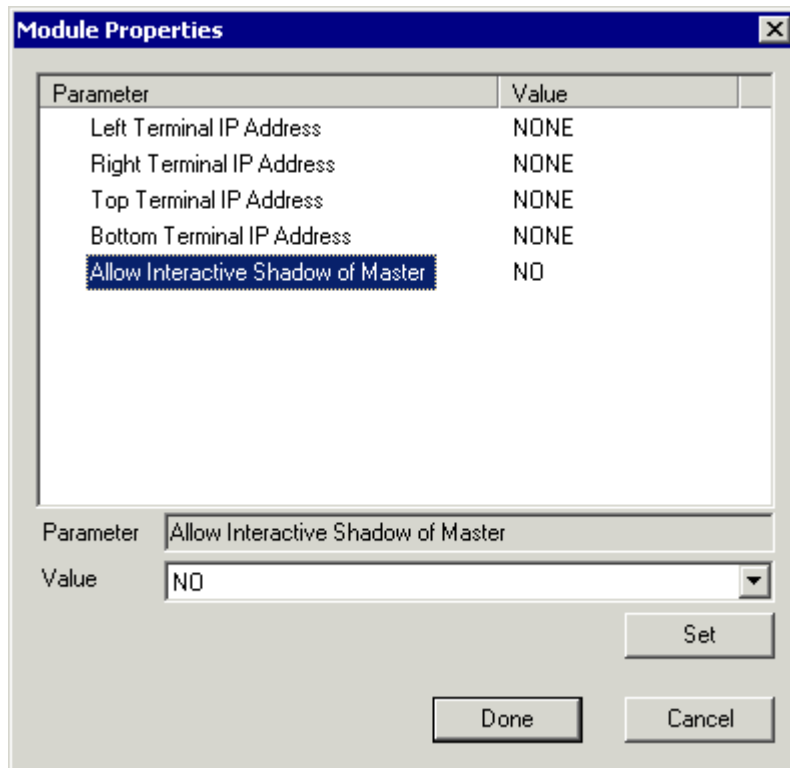 Module Properties
Parameter Value
Left Terminal IP Address NONE
Right Terminal IP Address NONE
Top Terminal IP Address NONE
Bottom Terminal IP Address NONE
Allow Interactive Shadow of Master NO
Parameter Allow Interactive Shadow of Master
Value NO
Set
Done Cancel